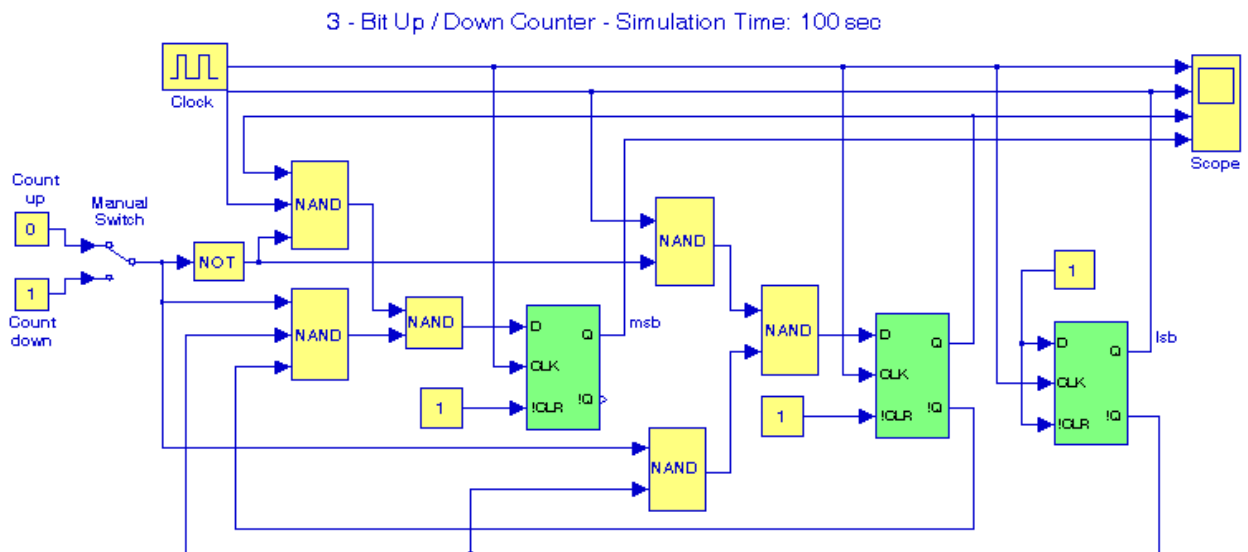 3 - Bit Up / Down Counter - Simulation Time: 100 sec
Clock
Scope
Count
up
0
Manual
Switch
1
Count
down
NOT
NAND
NAND
NAND
D
Q
CLK
!CLR
!Q
msb
1
NAND
NAND
NAND
D
Q
CLK
!CLR
!Q
1
1
D
Q
CLK
!CLR
!Q
lsb